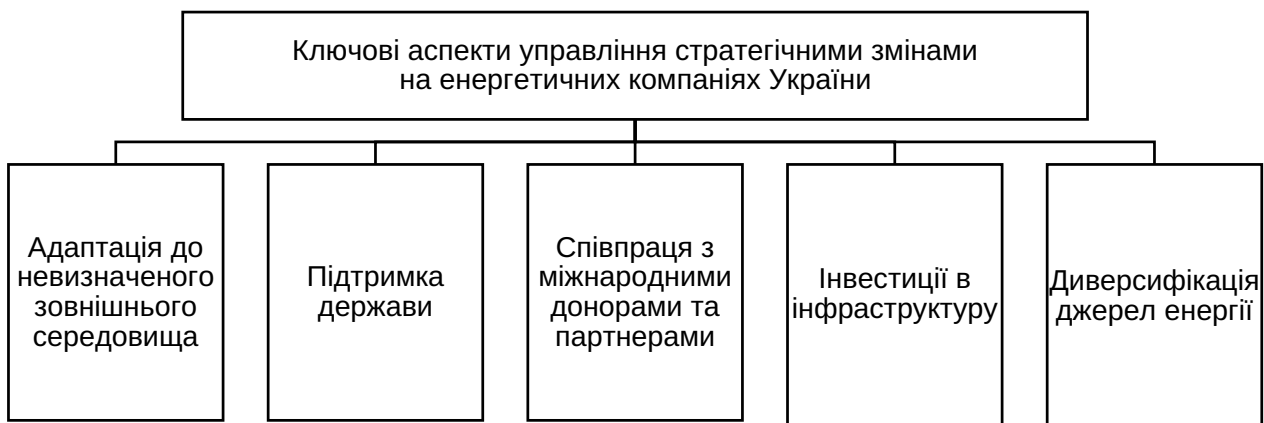 Ключові аспекти управління стратегічними змінами
на енергетичних компаніях України
Адаптація до
невизначеного
зовнішнього
середовища
Підтримка
держави
Співпраця з
міжнародними
донорами та
партнерами
Інвестиції в
інфраструктуру
Диверсифікація
джерел енергії